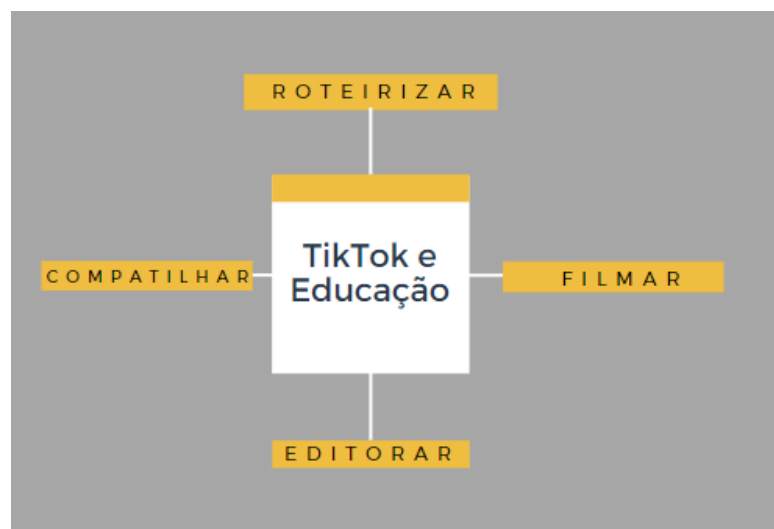 ROTEIRIZAR
TikTok e
Educação
COMPATILHAR
FILMAR
EDITORAR